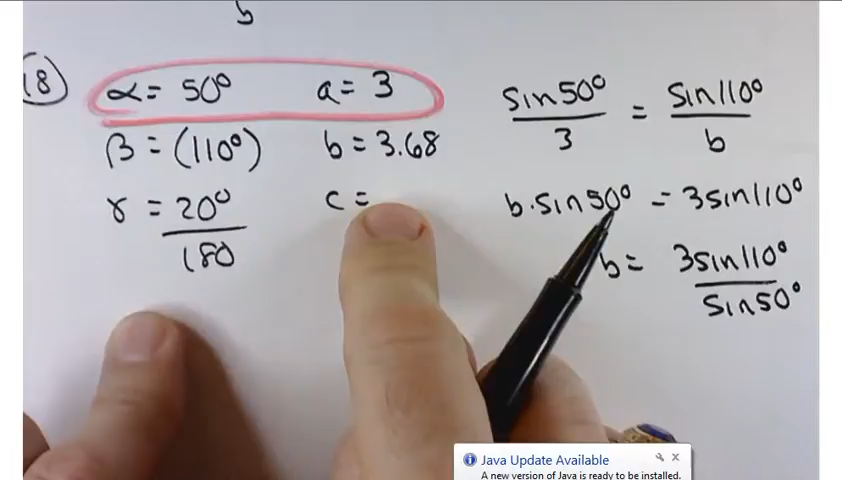 b
18
α = 50° a = 3
β = (110°) b = 3.68
γ = 20° c =
180
sin50° / 3 = sin110° / b
b·sin50° = 3sin110°
b = 3sin110° / sin50°
Java Update Available
A new version of Java is ready to be installed.